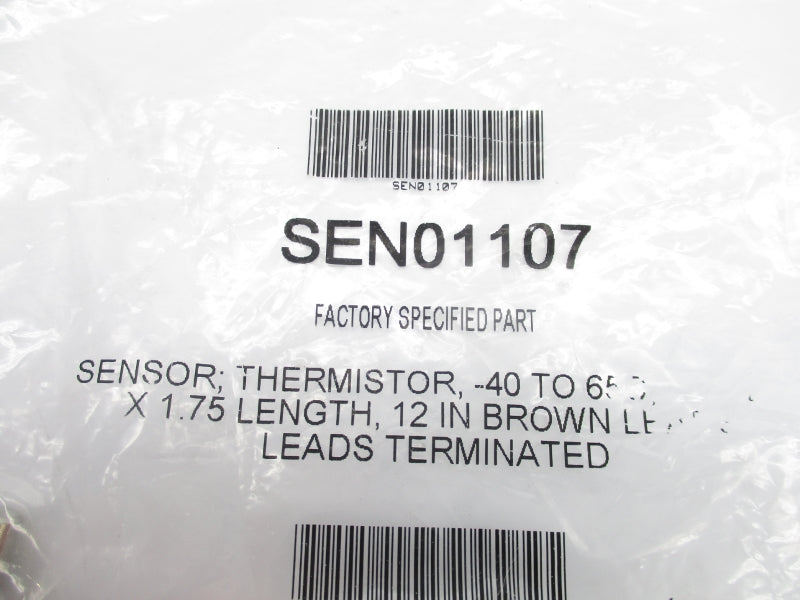 SEN01107
SEN01107
FACTORY SPECIFIED PART
SENSOR; THERMISTOR, -40 TO
X 1.75 LENGTH, 12 IN BROWN
LEADS TERMINATED